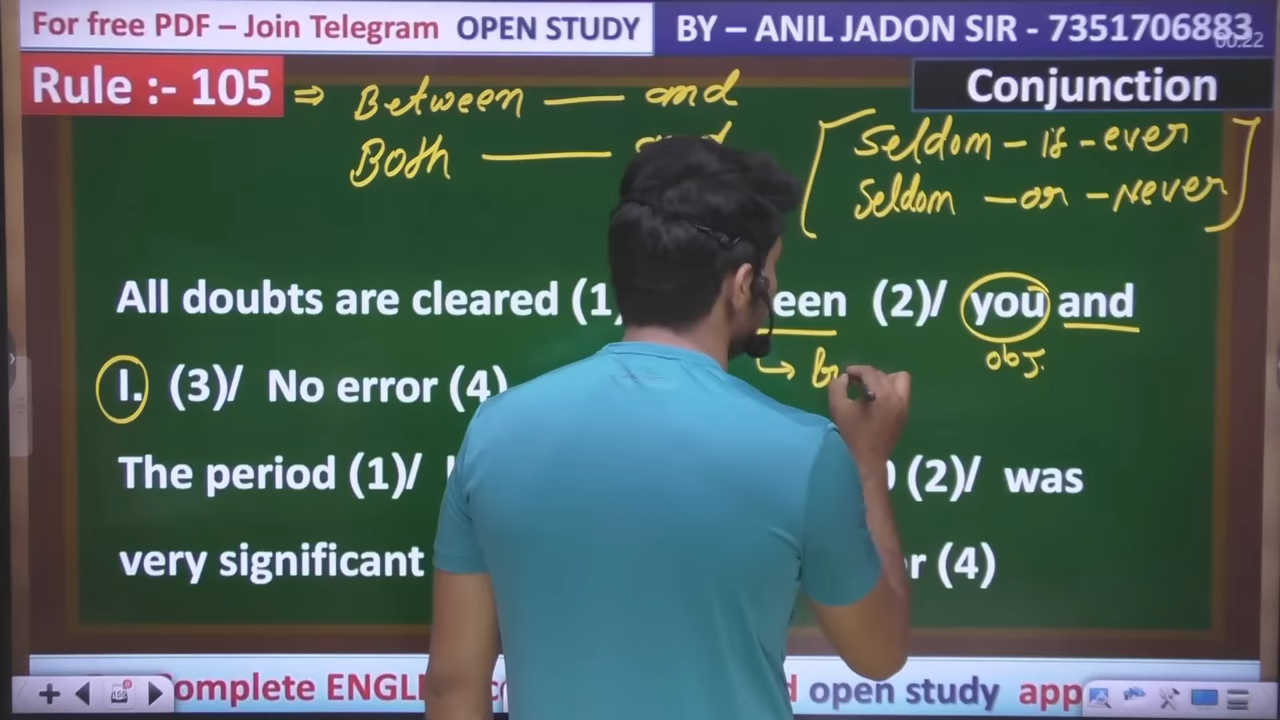 For free PDF – Join Telegram OPEN STUDY
BY – ANIL JADON SIR - 7351706883
00:22
Rule :- 105
⇒ Between —— and
Conjunction
Both ——
Seldom - if - ever
Seldom - or - Never
All doubts are cleared (1 een (2)/ you and
obj.
I. (3)/ No error (4)
The period (1)/ (2)/ was
very significant r (4)
omplete ENGL
open study app